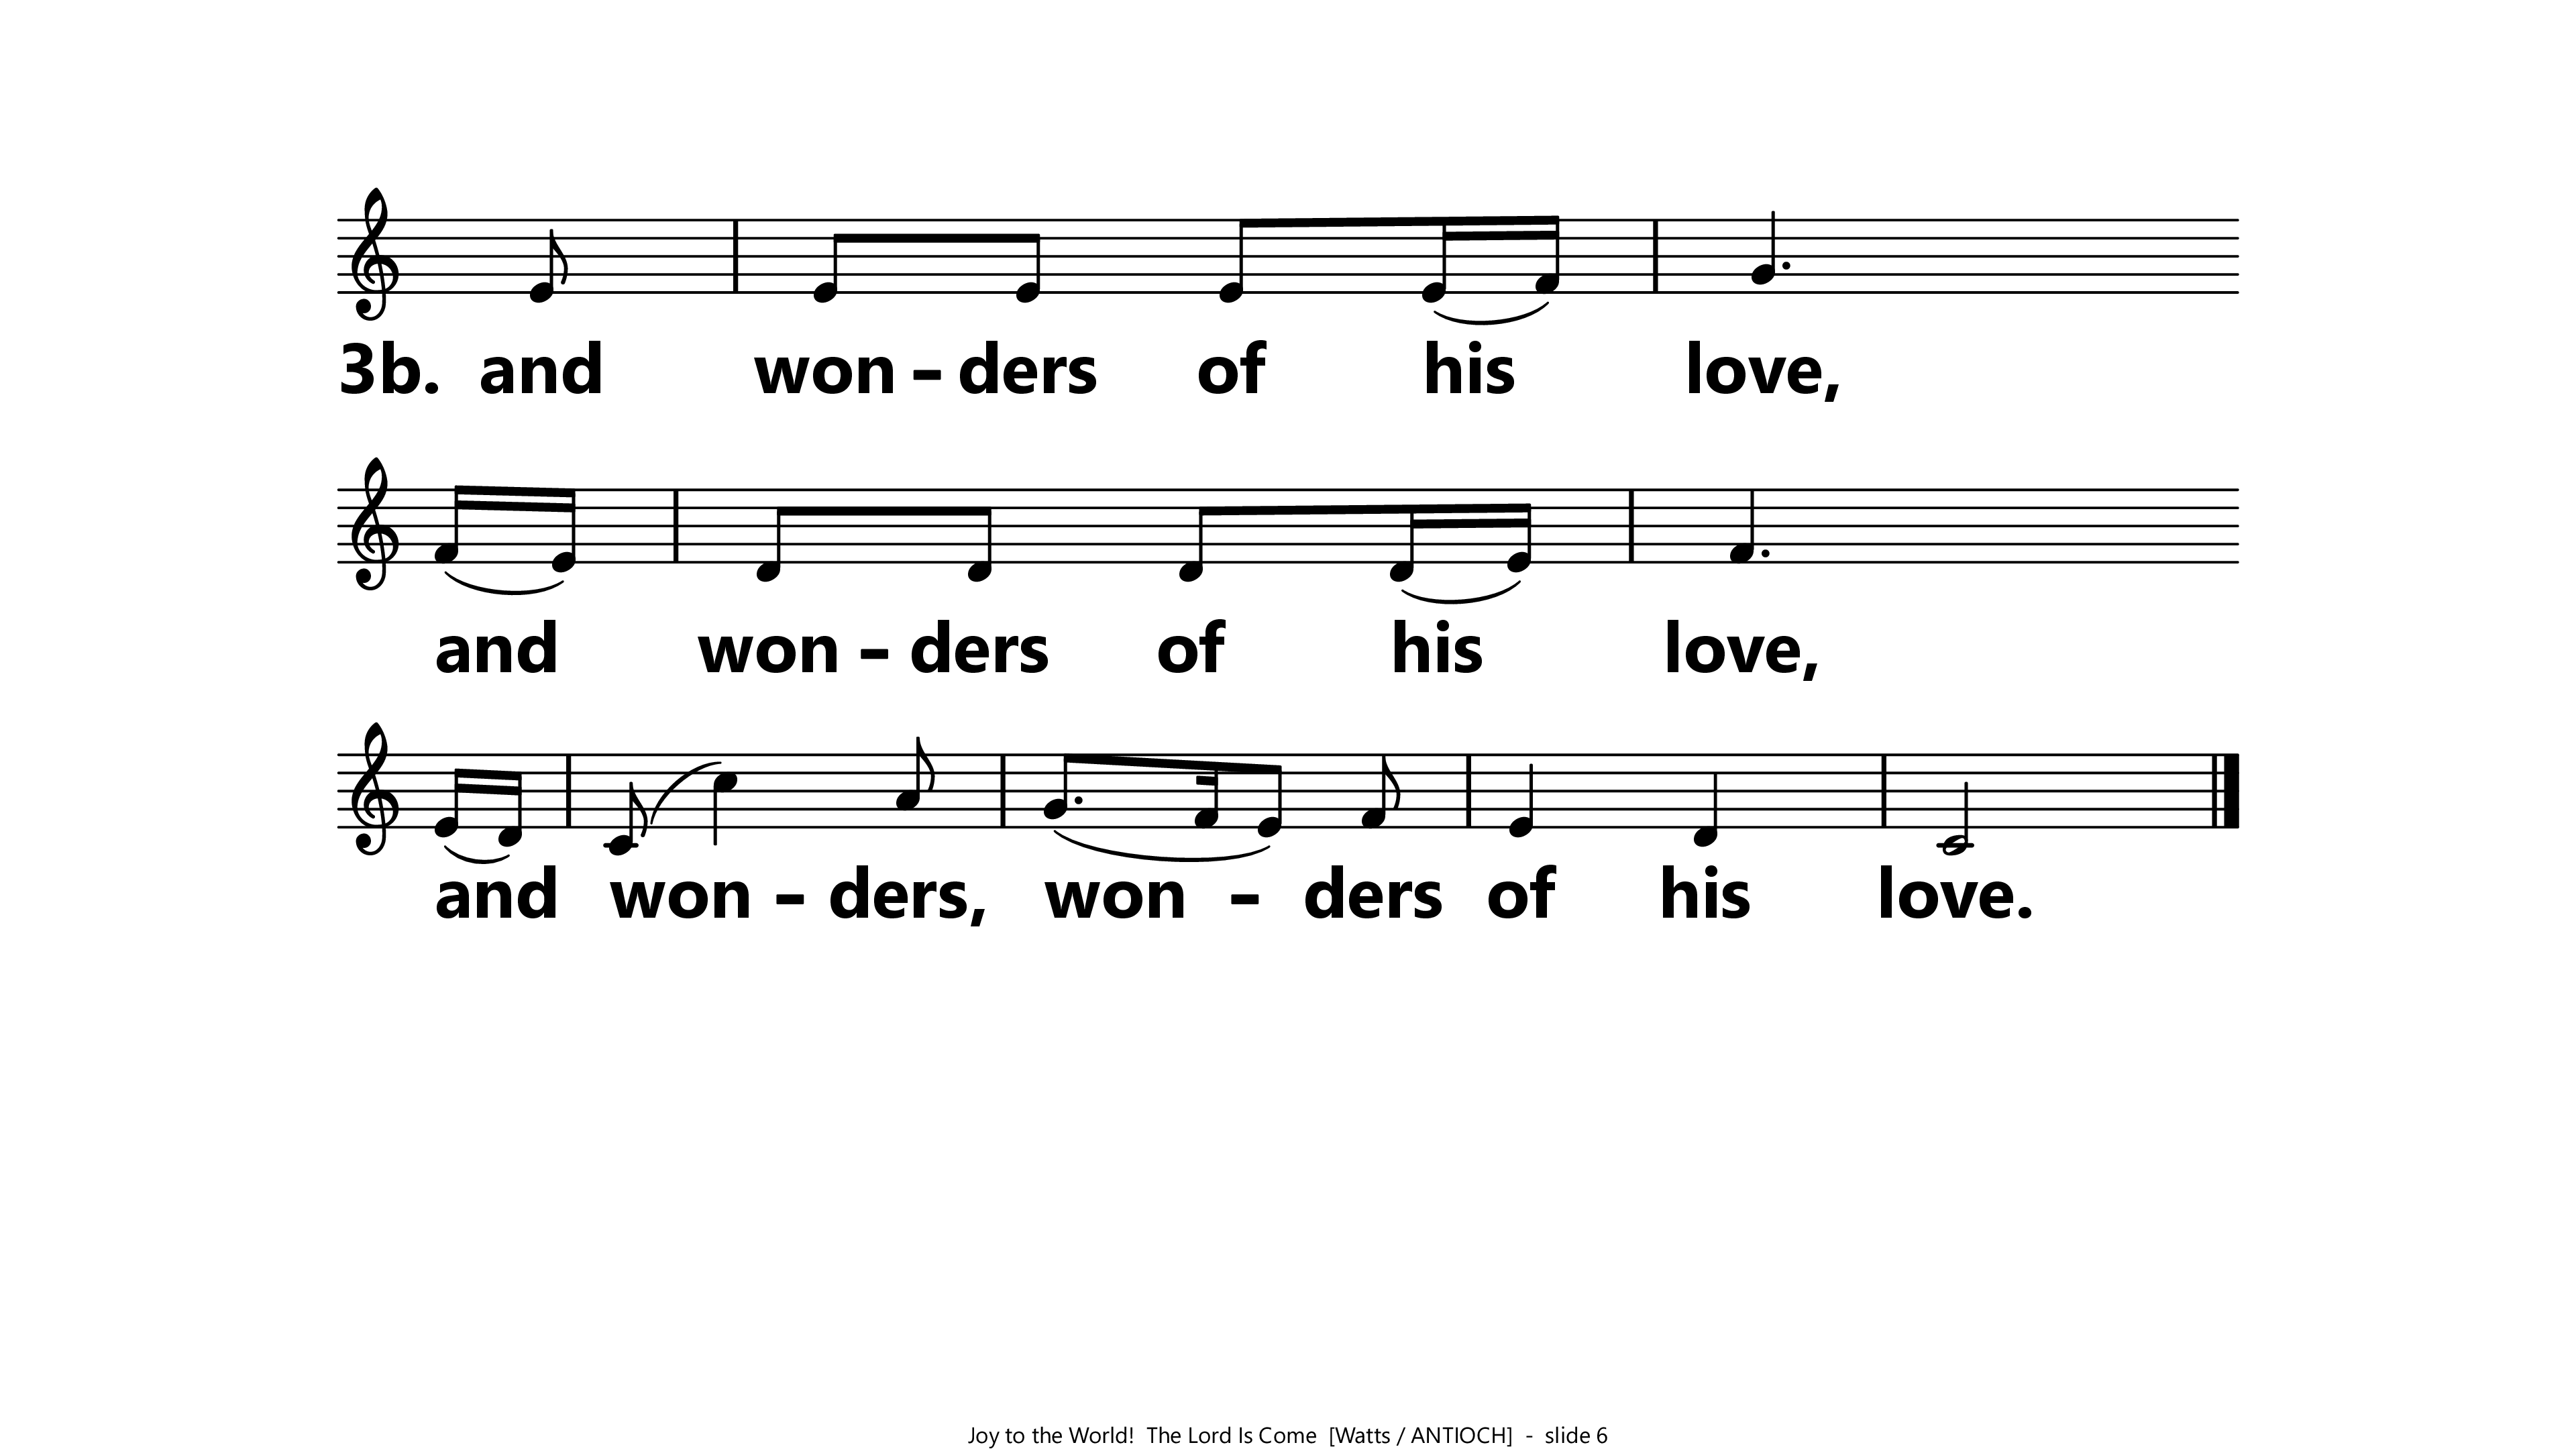 3b. and won - ders of his love,
and won - ders of his love,
and won - ders, won - ders of his love.
Joy to the World! The Lord Is Come [Watts / ANTIOCH] - slide 6